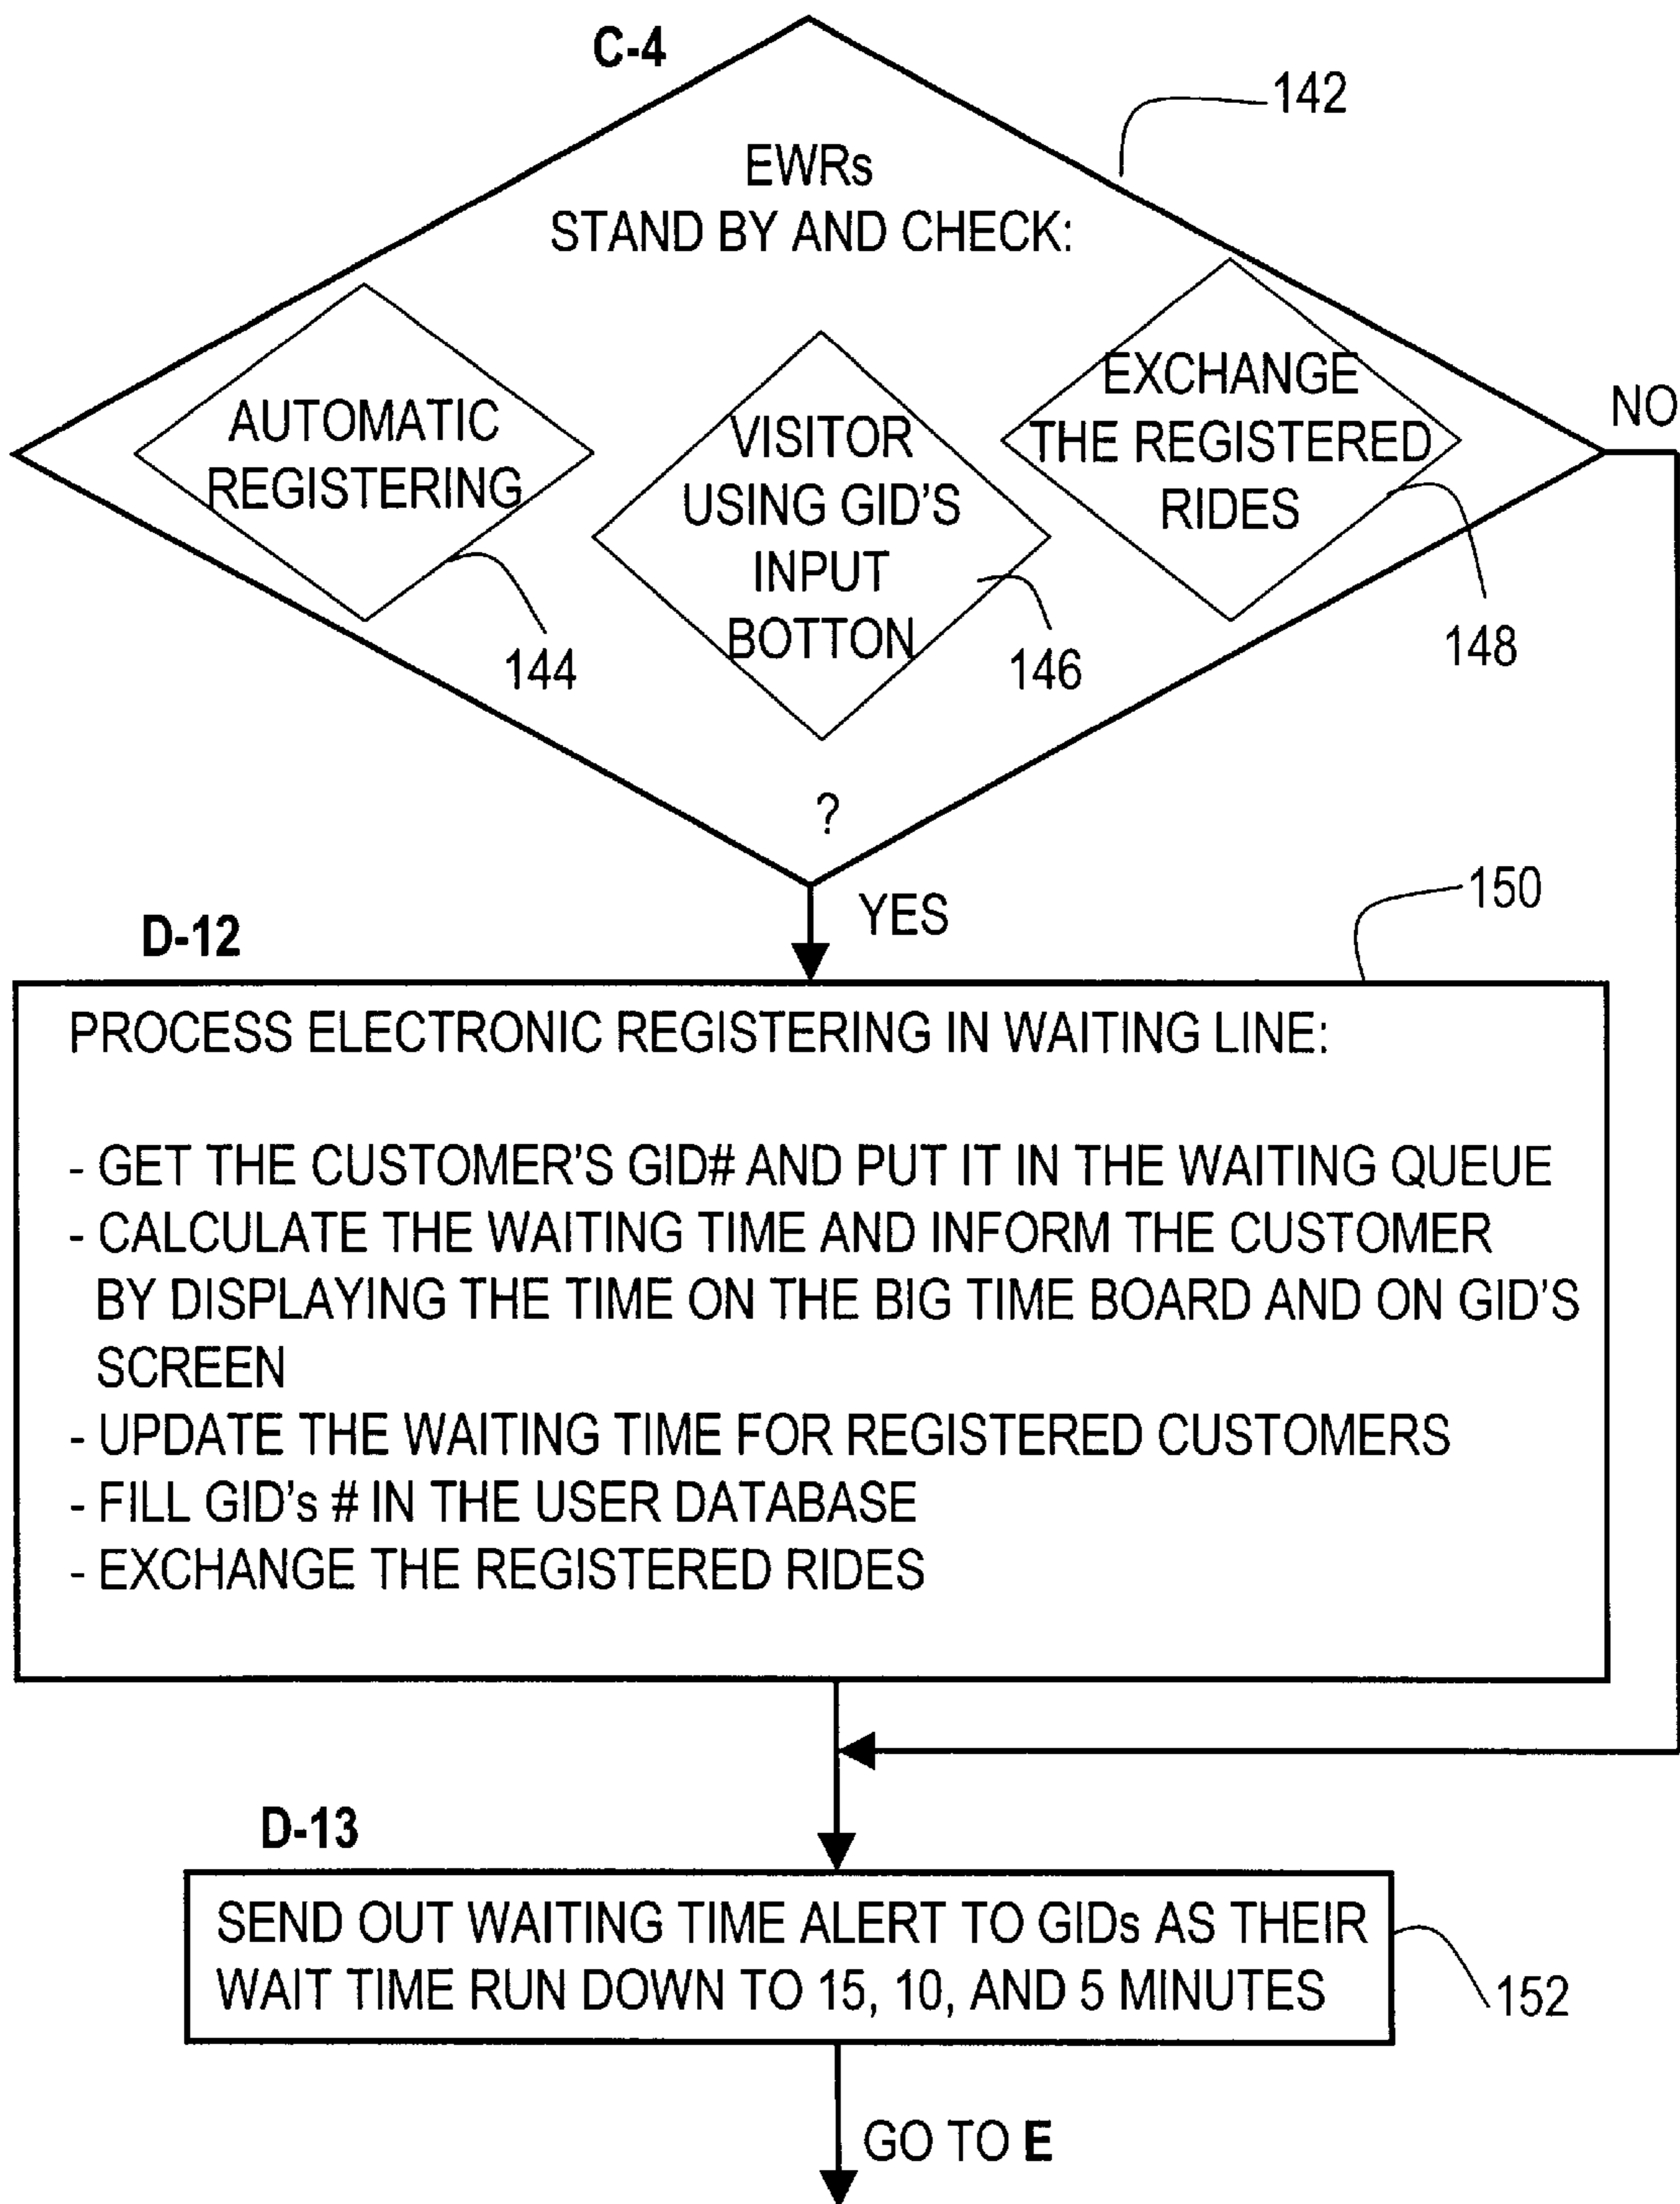 C-4
142
EWRs
STAND BY AND CHECK:
AUTOMATIC
REGISTERING
144
VISITOR
USING GID'S
INPUT
BOTTON
146
EXCHANGE
THE REGISTERED
RIDES
148
NO
?
YES
D-12
150
PROCESS ELECTRONIC REGISTERING IN WAITING LINE:
- GET THE CUSTOMER'S GID# AND PUT IT IN THE WAITING QUEUE
- CALCULATE THE WAITING TIME AND INFORM THE CUSTOMER
BY DISPLAYING THE TIME ON THE BIG TIME BOARD AND ON GID'S
SCREEN
- UPDATE THE WAITING TIME FOR REGISTERED CUSTOMERS
- FILL GID's # IN THE USER DATABASE
- EXCHANGE THE REGISTERED RIDES
D-13
SEND OUT WAITING TIME ALERT TO GIDs AS THEIR
WAIT TIME RUN DOWN TO 15, 10, AND 5 MINUTES
152
GO TO E